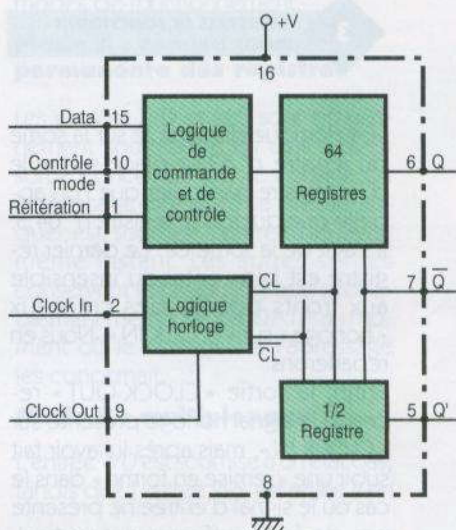 +V
16
Data 15
Contrôle mode 10
Réitération 1
Logique de commande et de contrôle
64 Registres
6 Q
7 Q̅
Clock In 2
Logique horloge
CL
C̅L̅
Clock Out 9
1/2 Registre
5 Q'
8